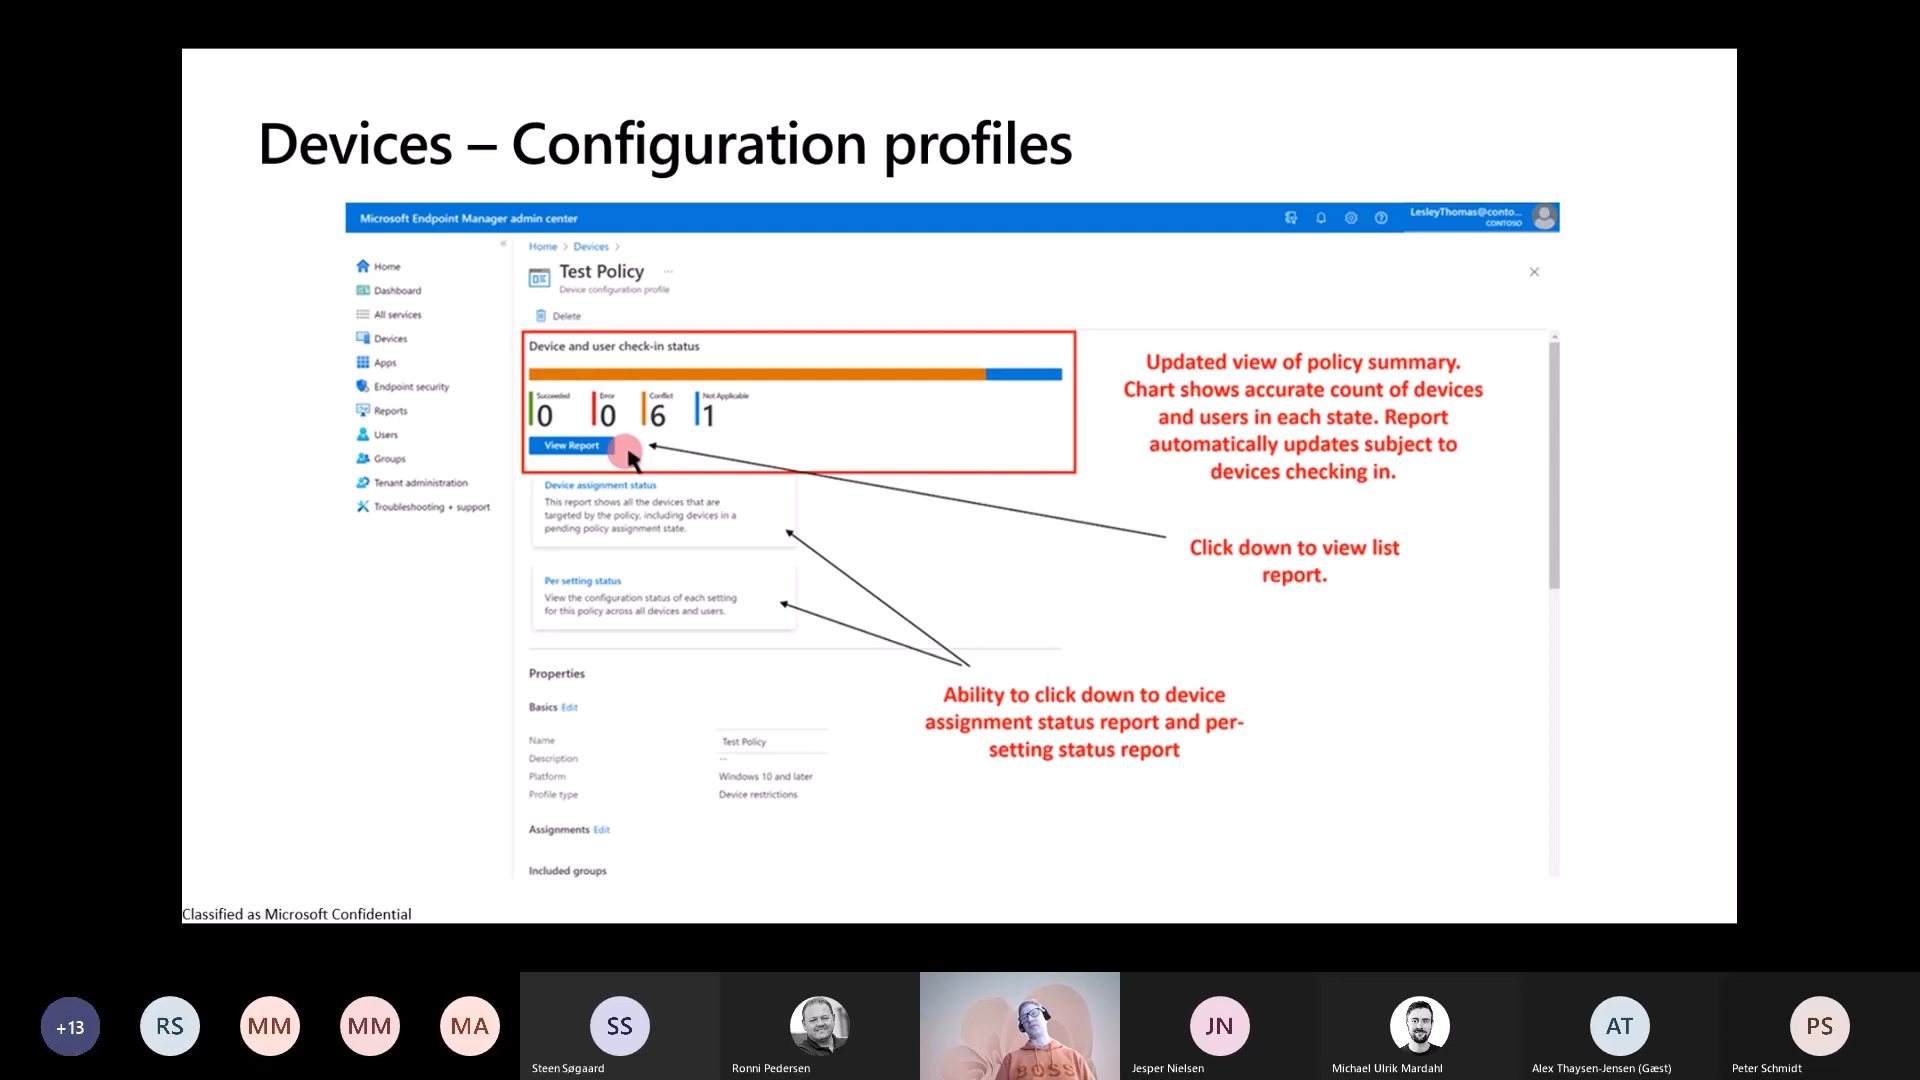 Devices – Configuration profiles
Microsoft Endpoint Manager admin center
LesleyThomas@conto...
CONTOSO
Home > Devices >
Test Policy ...
Device configuration profile
Home
Dashboard
All services
Devices
Apps
Endpoint security
Reports
Users
Groups
Tenant administration
Troubleshooting + support
Delete
Device and user check-in status
Succeeded
0
Error
0
Conflict
6
Not Applicable
1
View Report
Device assignment status
This report shows all the devices that are
targeted by the policy, including devices in a
pending policy assignment state.
Per setting status
View the configuration status of each setting
for this policy across all devices and users.
Properties
Basics Edit
Name Test Policy
Description --
Platform Windows 10 and later
Profile type Device restrictions
Assignments Edit
Included groups
Updated view of policy summary.
Chart shows accurate count of devices
and users in each state. Report
automatically updates subject to
devices checking in.
Click down to view list
report.
Ability to click down to device
assignment status report and per-
setting status report
Classified as Microsoft Confidential
+13
RS
MM
MM
MA
SS
Steen Søgaard
Ronni Pedersen
BOSS
JN
Jesper Nielsen
Michael Ulrik Mardahl
AT
Alex Thaysen-Jensen (Gæst)
PS
Peter Schmidt